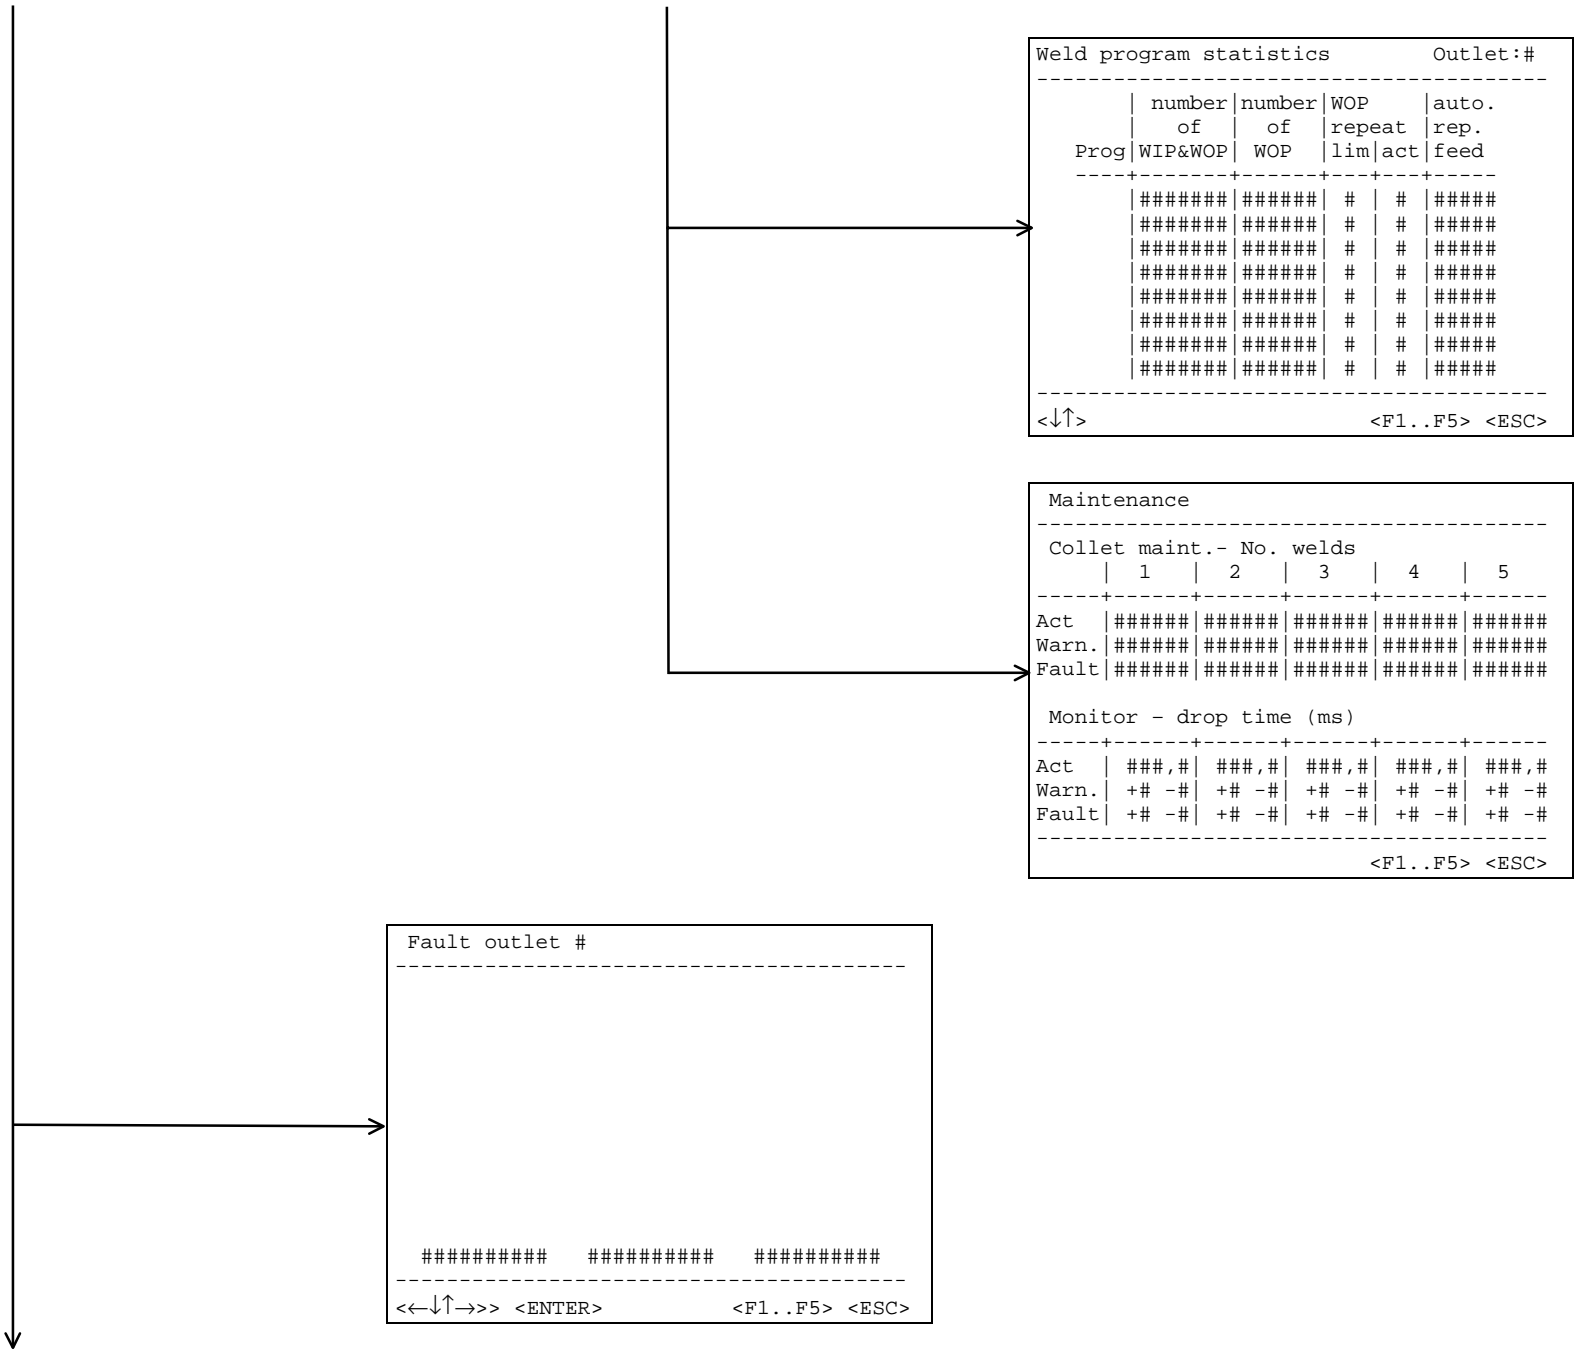 Weld program statistics        Outlet:#
----------------------------------------
       | number|number|WOP    |auto.
       |   of  |  of  |repeat |rep.
   Prog|WIP&WOP| WOP  |lim|act|feed
   ----+-------+------+---+---+-----
       |#######|######| # | # |#####
       |#######|######| # | # |#####
       |#######|######| # | # |#####
       |#######|######| # | # |#####
       |#######|######| # | # |#####
       |#######|######| # | # |#####
       |#######|######| # | # |#####
       |#######|######| # | # |#####
----------------------------------------
<↓↑>                      <F1..F5> <ESC>
 Maintenance
----------------------------------------
 Collet maint.- No. welds
     |  1   |  2   |  3   |  4   |  5
-----+------+------+------+------+------
Act  |######|######|######|######|######
Warn.|######|######|######|######|######
Fault|######|######|######|######|######
 Monitor - drop time (ms)
-----+------+------+------+------+------
Act  | ###,#| ###,#| ###,#| ###,#| ###,#
Warn.| +# -#| +# -#| +# -#| +# -#| +# -#
Fault| +# -#| +# -#| +# -#| +# -#| +# -#
----------------------------------------
                          <F1..F5> <ESC>
 Fault outlet #
----------------------------------------
  ##########   ##########   ##########
----------------------------------------
<←↓↑→>> <ENTER>          <F1..F5> <ESC>